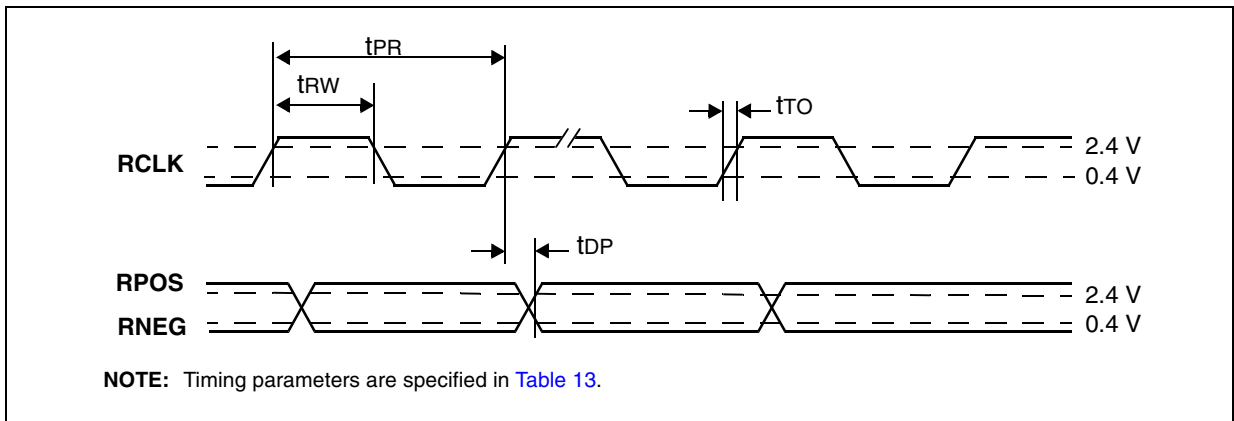 tPR
tRW
tTO
RCLK
2.4 V
0.4 V
tDP
RPOS
2.4 V
RNEG
0.4 V
NOTE: Timing parameters are specified in Table 13.